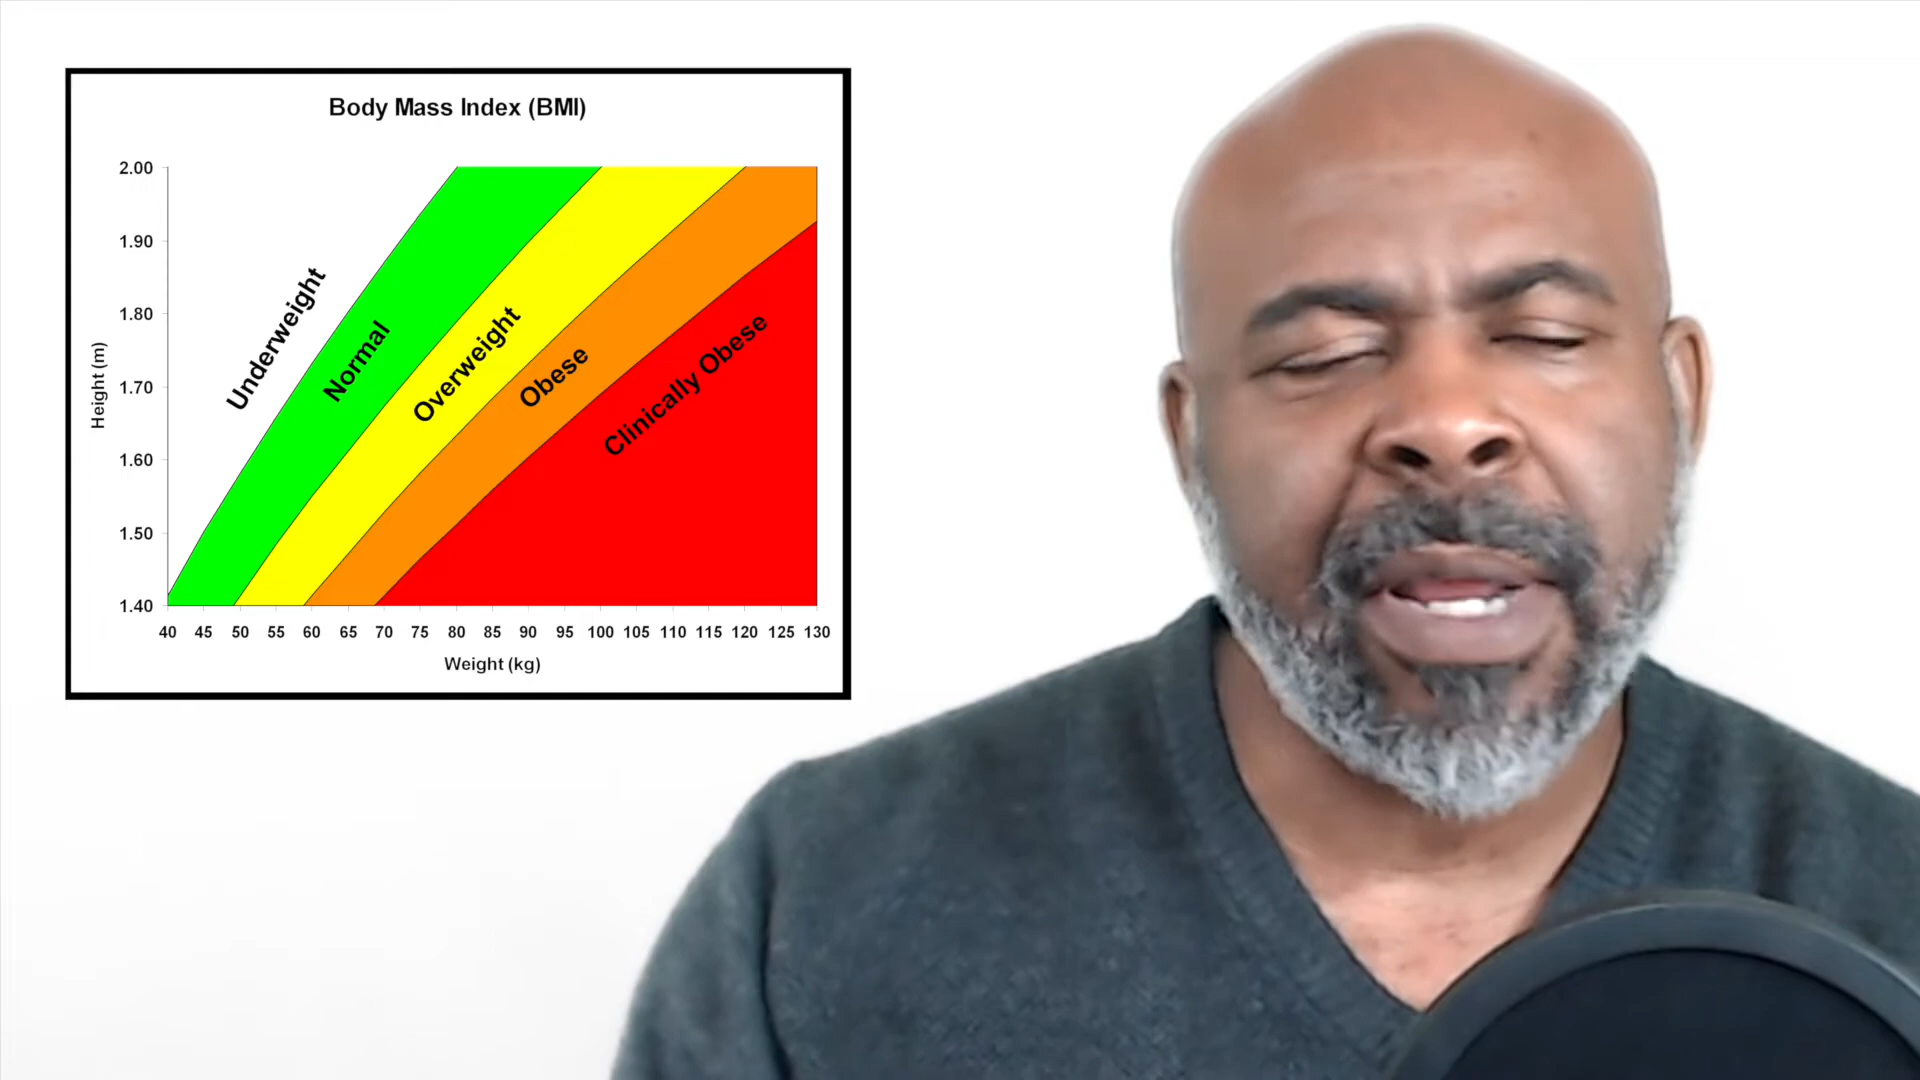 Body Mass Index (BMI)
2.00
1.90
1.80
1.70
1.60
1.50
1.40
Height (m)
Underweight
Normal
Overweight
Obese
Clinically Obese
40 45 50 55 60 65 70 75 80 85 90 95 100 105 110 115 120 125 130
Weight (kg)